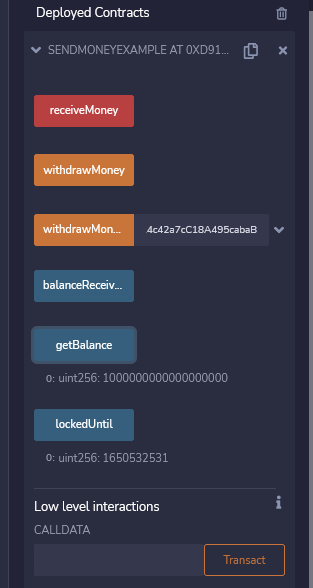 Deployed Contracts
SENDMONEYEXAMPLE AT 0XD91...
receiveMoney
withdrawMoney
withdrawMon... 4c42a7cC18A495cabaB
balanceReceiv...
getBalance
0: uint256: 1000000000000000000
lockedUntil
0: uint256: 1650532531
Low level interactions
CALLDATA
Transact